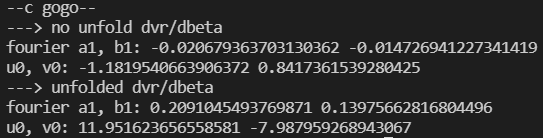 --c gogo--
---> no unfold dvr/dbeta
fourier a1, b1: -0.020679363703130362 -0.014726941227341419
u0, v0: -1.1819540663906372 0.8417361539280425
---> unfolded dvr/dbeta
fourier a1, b1: 0.2091045493769871 0.13975662816804496
u0, v0: 11.951623656558581 -7.987959268943067